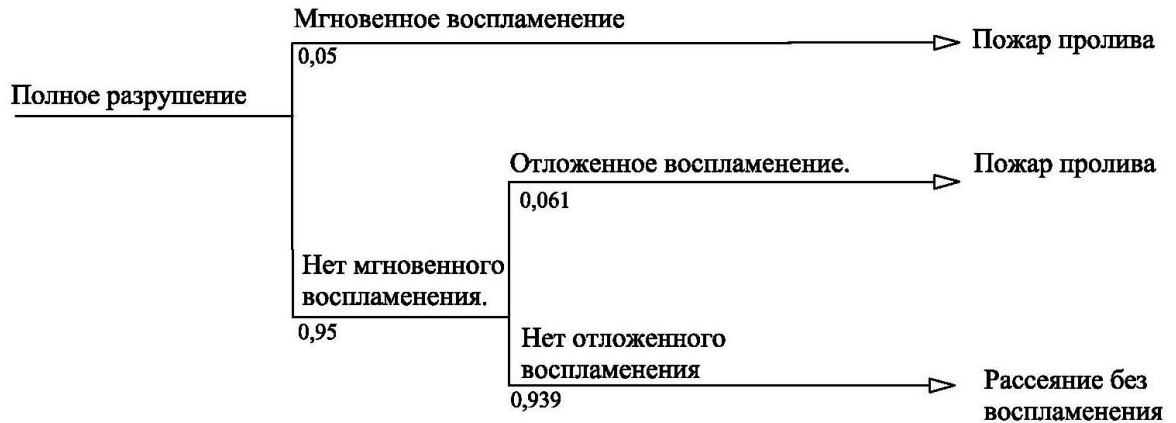 Мгновенное воспламенение
0,05
Пожар пролива
Полное разрушение
Отложенное воспламенение.
0,061
Пожар пролива
Нет мгновенного
воспламенения.
0,95
Нет отложенного
воспламенения
0,939
Рассеяние без
воспламенения